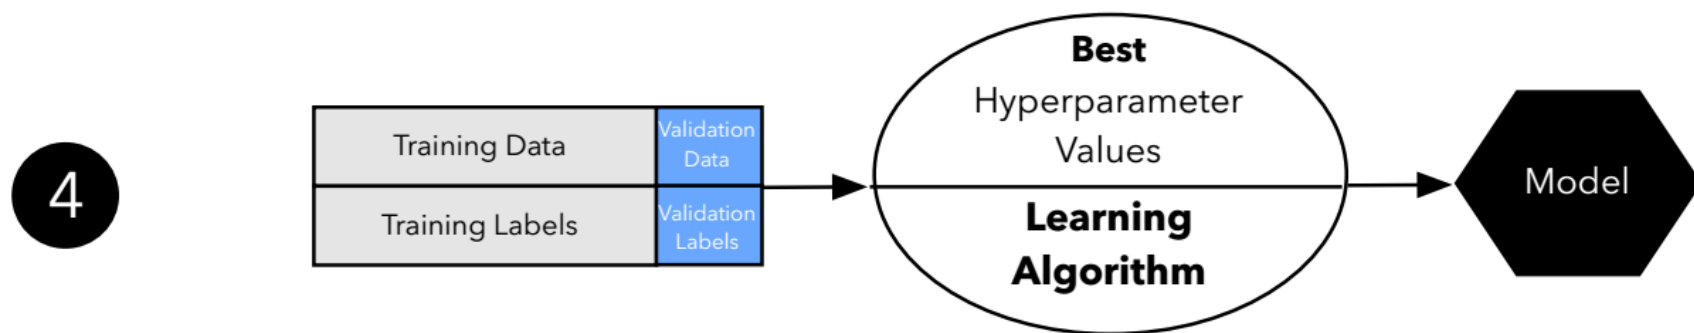 4
Training Data
Validation
Data
Training Labels
Validation
Labels
Best
Hyperparameter
Values
Learning
Algorithm
Model